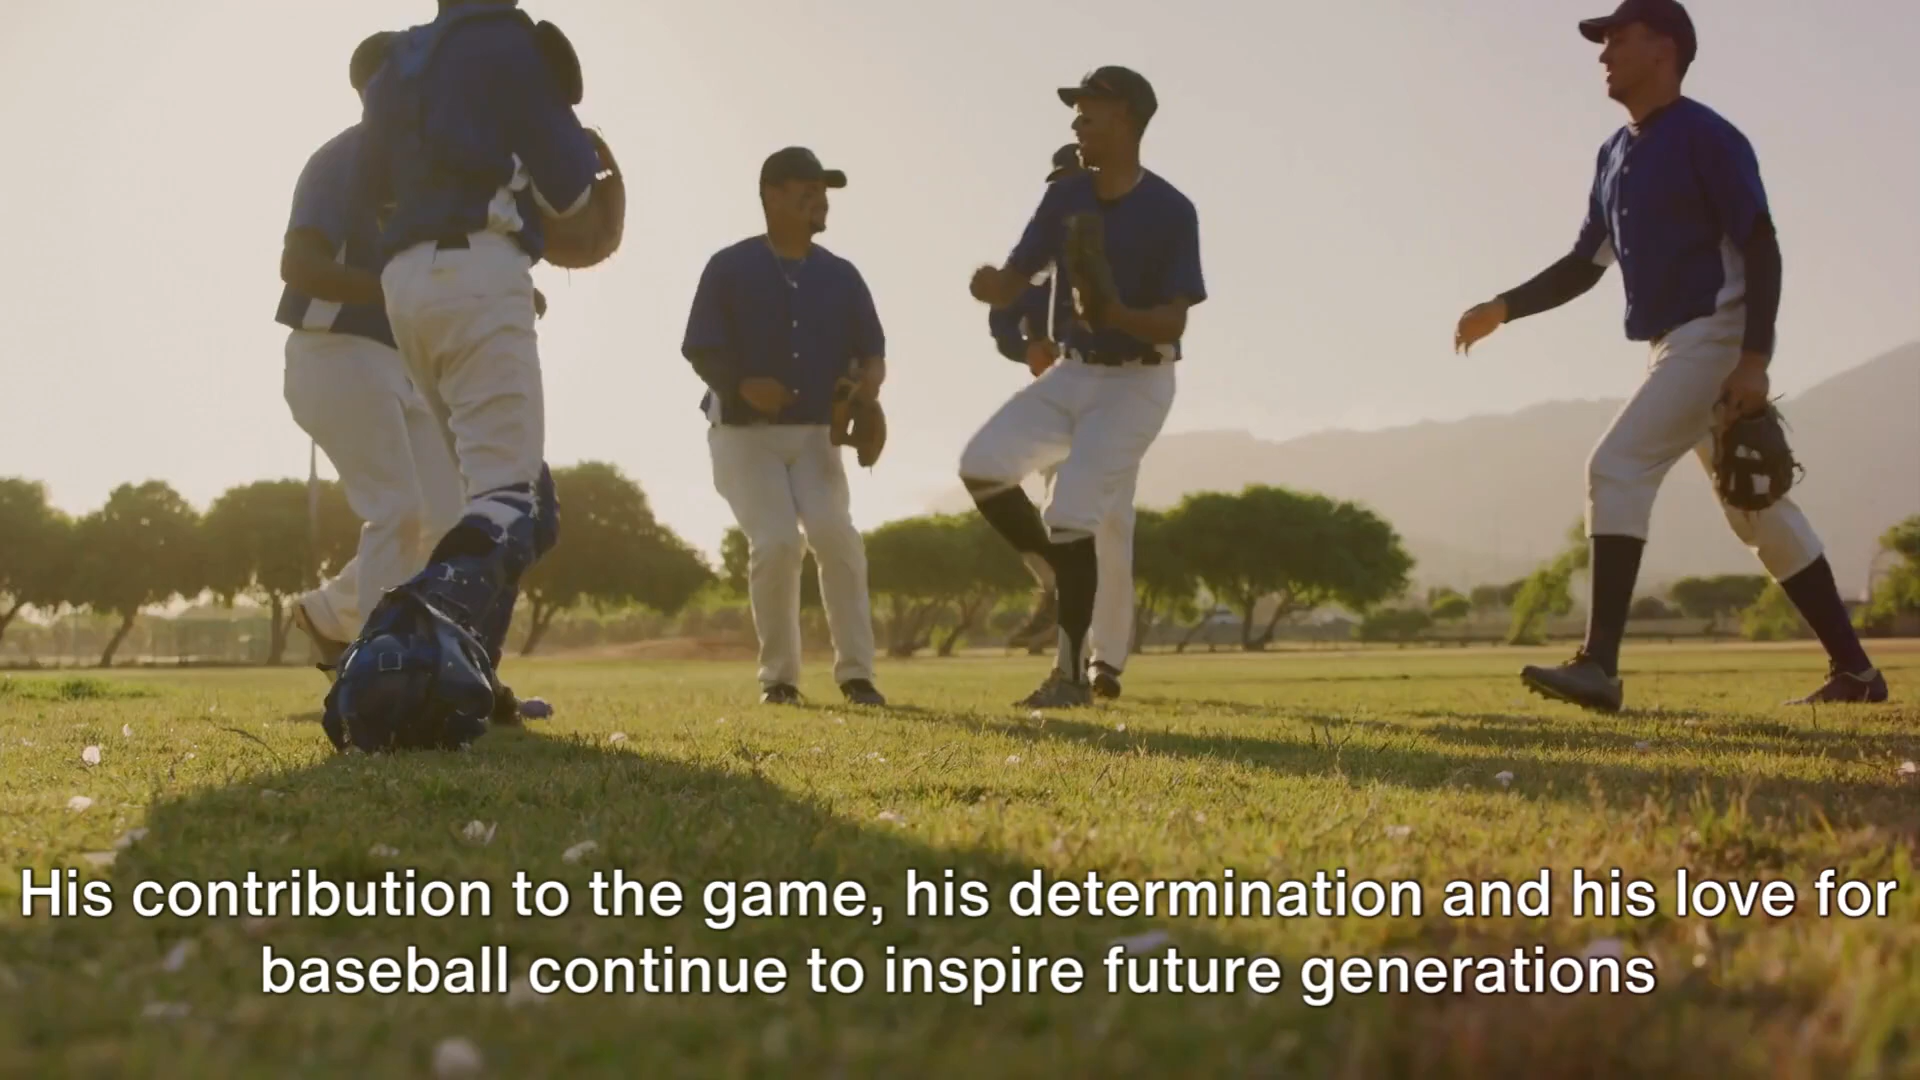 His contribution to the game, his determination and his love for
baseball continue to inspire future generations